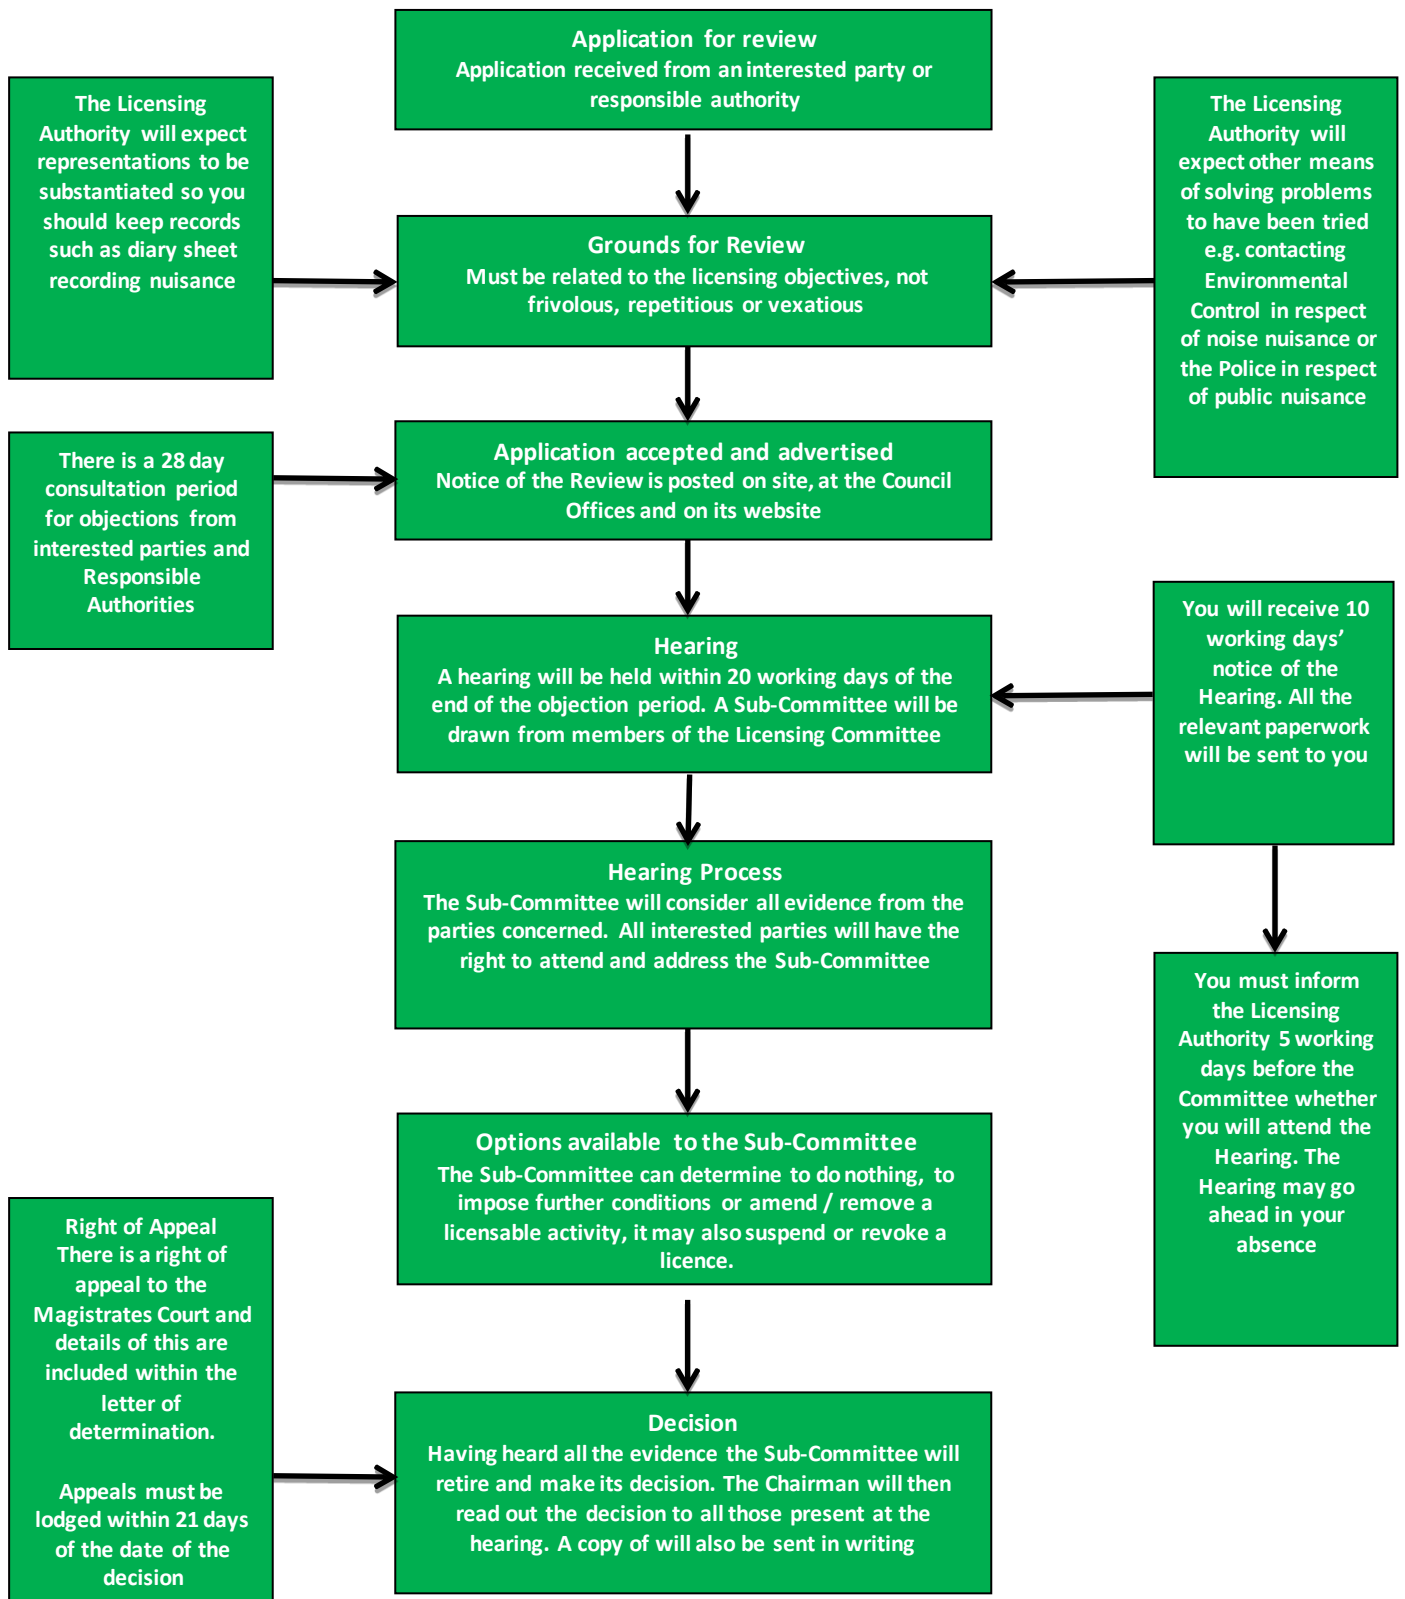 Application for review
Application received from an interested party or
responsible authority
The Licensing
Authority will expect
representations to be
substantiated so you
should keep records
such as diary sheet
recording nuisance
The Licensing
Authority will
expect other means
of solving problems
to have been tried
e.g. contacting
Environmental
Control in respect
of noise nuisance or
the Police in respect
of public nuisance
Grounds for Review
Must be related to the licensing objectives, not
frivolous, repetitious or vexatious
There is a 28 day
consultation period
for objections from
interested parties and
Responsible
Authorities
Application accepted and advertised
Notice of the Review is posted on site, at the Council
Offices and on its website
Hearing
A hearing will be held within 20 working days of the
end of the objection period. A Sub-Committee will be
drawn from members of the Licensing Committee
You will receive 10
working days’
notice of the
Hearing. All the
relevant paperwork
will be sent to you
Hearing Process
The Sub-Committee will consider all evidence from the
parties concerned. All interested parties will have the
right to attend and address the Sub-Committee
You must inform
the Licensing
Authority 5 working
days before the
Committee whether
you will attend the
Hearing. The
Hearing may go
ahead in your
absence
Options available to the Sub-Committee
The Sub-Committee can determine to do nothing, to
impose further conditions or amend / remove a
licensable activity, it may also suspend or revoke a
licence.
Right of Appeal
There is a right of
appeal to the
Magistrates Court and
details of this are
included within the
letter of
determination.
Appeals must be
lodged within 21 days
of the date of the
decision
Decision
Having heard all the evidence the Sub-Committee will
retire and make its decision. The Chairman will then
read out the decision to all those present at the
hearing. A copy of will also be sent in writing